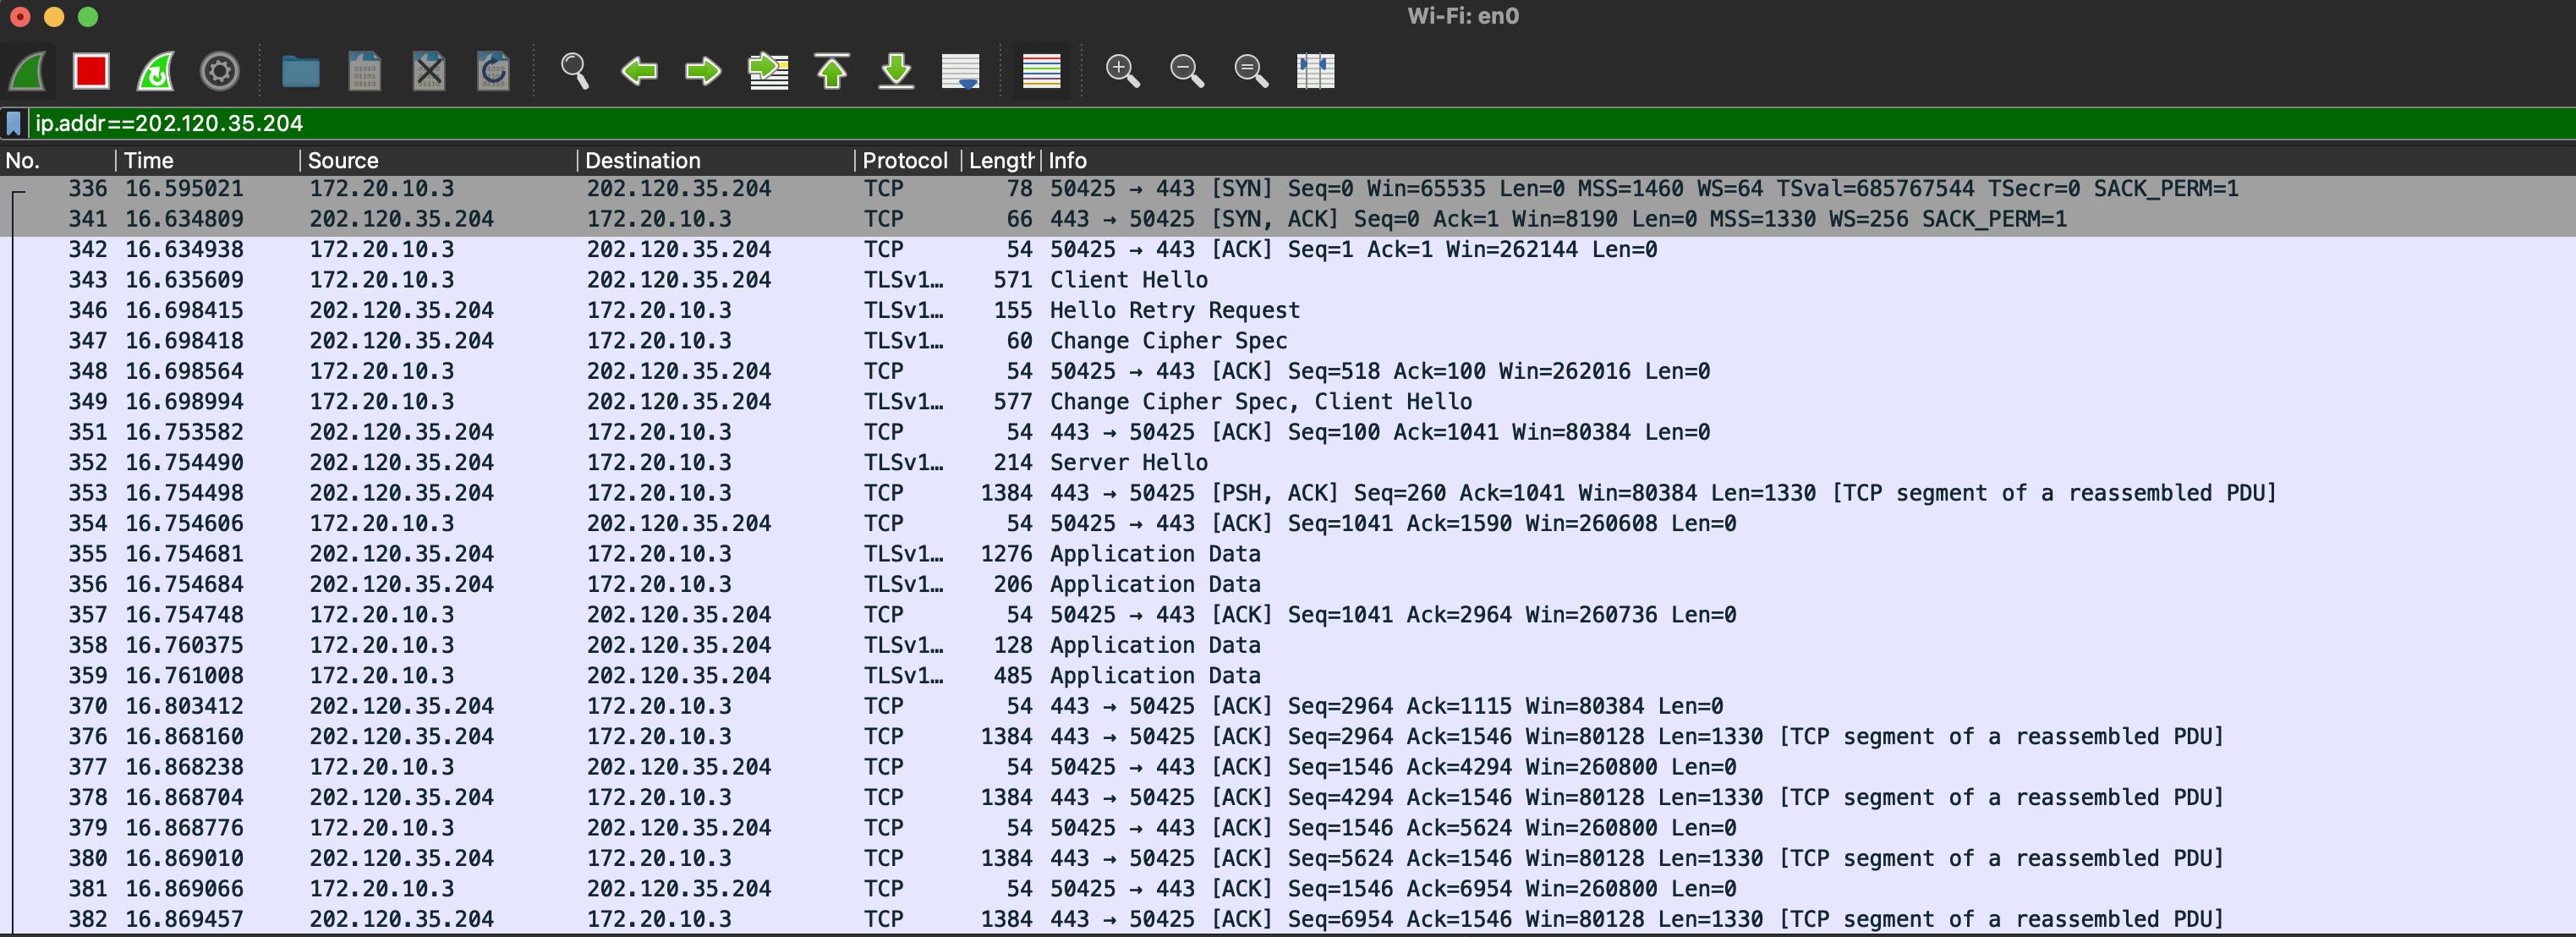 Wi-Fi: en0
ip.addr==202.120.35.204
No. Time Source Destination Protocol Length Info
336 16.595021 172.20.10.3 202.120.35.204 TCP 78 50425 → 443 [SYN] Seq=0 Win=65535 Len=0 MSS=1460 WS=64 TSval=685767544 TSecr=0 SACK_PERM=1
341 16.634809 202.120.35.204 172.20.10.3 TCP 66 443 → 50425 [SYN, ACK] Seq=0 Ack=1 Win=8190 Len=0 MSS=1330 WS=256 SACK_PERM=1
342 16.634938 172.20.10.3 202.120.35.204 TCP 54 50425 → 443 [ACK] Seq=1 Ack=1 Win=262144 Len=0
343 16.635609 172.20.10.3 202.120.35.204 TLSv1… 571 Client Hello
346 16.698415 202.120.35.204 172.20.10.3 TLSv1… 155 Hello Retry Request
347 16.698418 202.120.35.204 172.20.10.3 TLSv1… 60 Change Cipher Spec
348 16.698564 172.20.10.3 202.120.35.204 TCP 54 50425 → 443 [ACK] Seq=518 Ack=100 Win=262016 Len=0
349 16.698994 172.20.10.3 202.120.35.204 TLSv1… 577 Change Cipher Spec, Client Hello
351 16.753582 202.120.35.204 172.20.10.3 TCP 54 443 → 50425 [ACK] Seq=100 Ack=1041 Win=80384 Len=0
352 16.754490 202.120.35.204 172.20.10.3 TLSv1… 214 Server Hello
353 16.754498 202.120.35.204 172.20.10.3 TCP 1384 443 → 50425 [PSH, ACK] Seq=260 Ack=1041 Win=80384 Len=1330 [TCP segment of a reassembled PDU]
354 16.754606 172.20.10.3 202.120.35.204 TCP 54 50425 → 443 [ACK] Seq=1041 Ack=1590 Win=260608 Len=0
355 16.754681 202.120.35.204 172.20.10.3 TLSv1… 1276 Application Data
356 16.754684 202.120.35.204 172.20.10.3 TLSv1… 206 Application Data
357 16.754748 172.20.10.3 202.120.35.204 TCP 54 50425 → 443 [ACK] Seq=1041 Ack=2964 Win=260736 Len=0
358 16.760375 172.20.10.3 202.120.35.204 TLSv1… 128 Application Data
359 16.761008 172.20.10.3 202.120.35.204 TLSv1… 485 Application Data
370 16.803412 202.120.35.204 172.20.10.3 TCP 54 443 → 50425 [ACK] Seq=2964 Ack=1115 Win=80384 Len=0
376 16.868160 202.120.35.204 172.20.10.3 TCP 1384 443 → 50425 [ACK] Seq=2964 Ack=1546 Win=80128 Len=1330 [TCP segment of a reassembled PDU]
377 16.868238 172.20.10.3 202.120.35.204 TCP 54 50425 → 443 [ACK] Seq=1546 Ack=4294 Win=260800 Len=0
378 16.868704 202.120.35.204 172.20.10.3 TCP 1384 443 → 50425 [ACK] Seq=4294 Ack=1546 Win=80128 Len=1330 [TCP segment of a reassembled PDU]
379 16.868776 172.20.10.3 202.120.35.204 TCP 54 50425 → 443 [ACK] Seq=1546 Ack=5624 Win=260800 Len=0
380 16.869010 202.120.35.204 172.20.10.3 TCP 1384 443 → 50425 [ACK] Seq=5624 Ack=1546 Win=80128 Len=1330 [TCP segment of a reassembled PDU]
381 16.869066 172.20.10.3 202.120.35.204 TCP 54 50425 → 443 [ACK] Seq=1546 Ack=6954 Win=260800 Len=0
382 16.869457 202.120.35.204 172.20.10.3 TCP 1384 443 → 50425 [ACK] Seq=6954 Ack=1546 Win=80128 Len=1330 [TCP segment of a reassembled PDU]